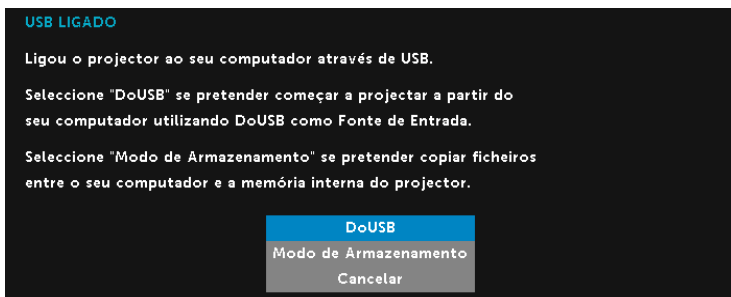 USB LIGADO
Ligou o projector ao seu computador através de USB.
Seleccione "DoUSB" se pretender começar a projectar a partir do
seu computador utilizando DoUSB como Fonte de Entrada.
Seleccione "Modo de Armazenamento" se pretender copiar ficheiros
entre o seu computador e a memória interna do projector.
DoUSB
Modo de Armazenamento
Cancelar